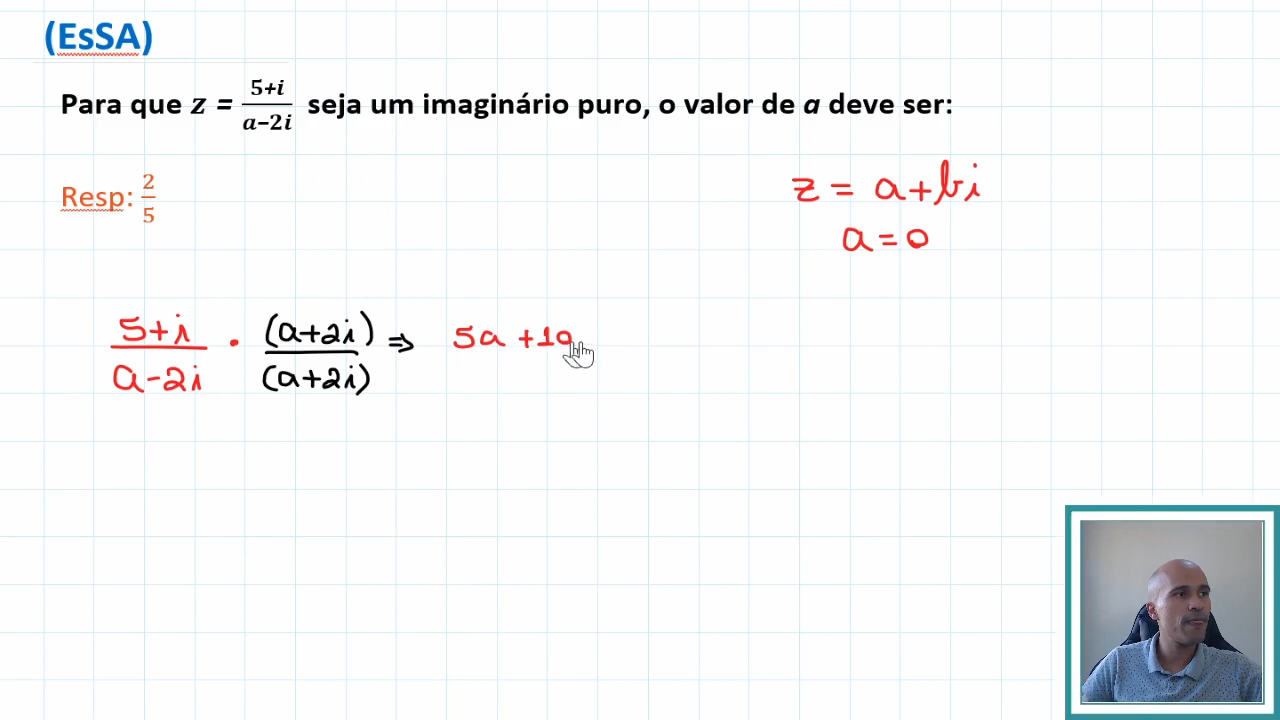 (EsSA)
Para que z = 5+i/a−2i seja um imaginário puro, o valor de a deve ser:
Resp: 2/5
z = a+bi
a=0
5+i/a-2i · (a+2i)/(a+2i) ⇒ 5a +10